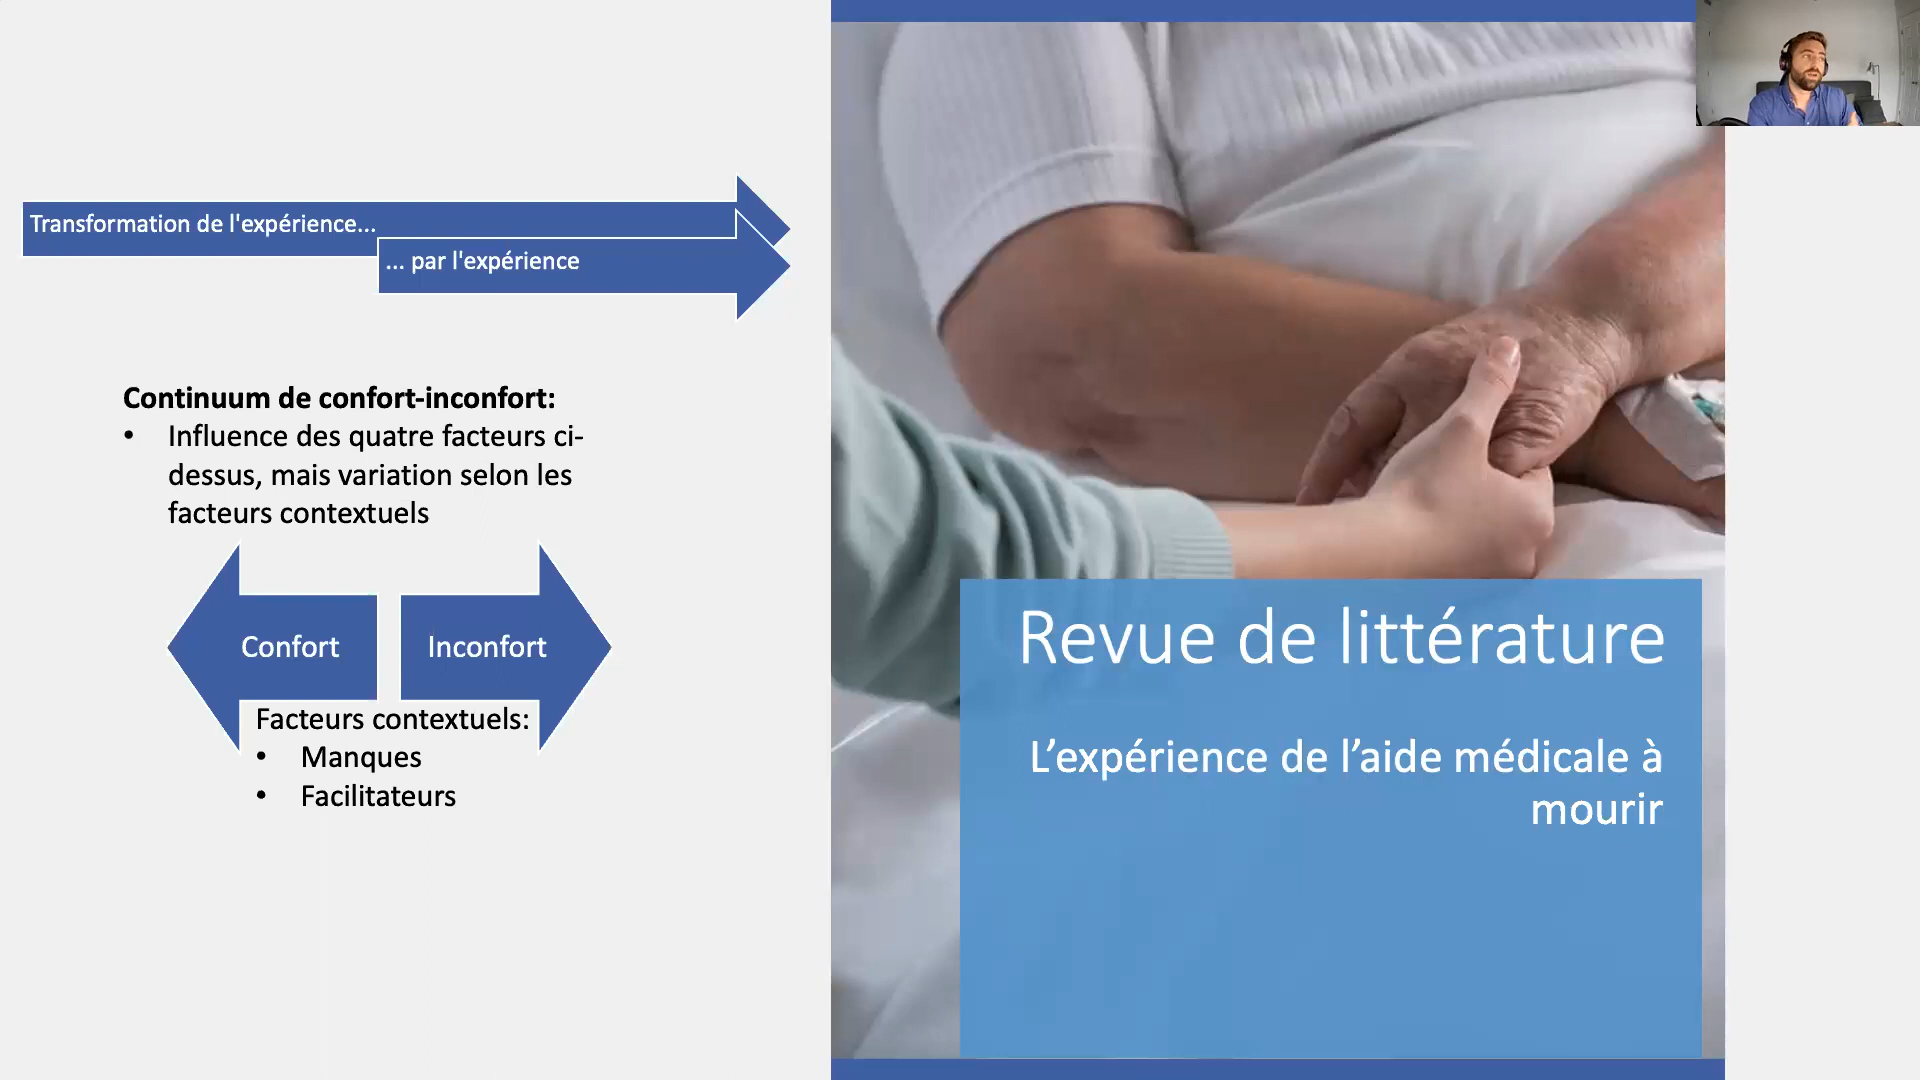 Transformation de l'expérience...
... par l'expérience
Continuum de confort-inconfort:
• Influence des quatre facteurs ci-
dessus, mais variation selon les
facteurs contextuels
Confort
Inconfort
Facteurs contextuels:
• Manques
• Facilitateurs
Revue de littérature
L’expérience de l’aide médicale à
mourir